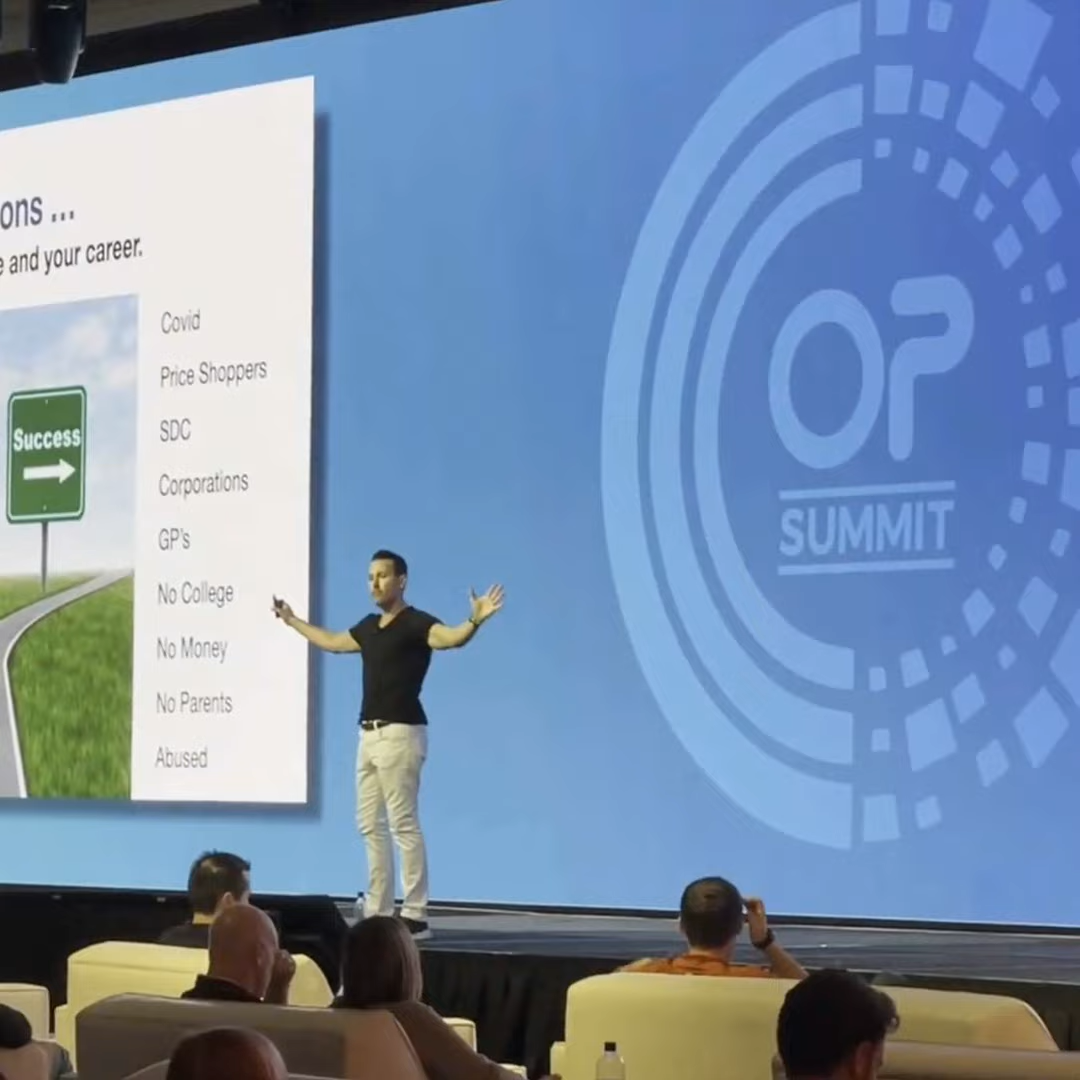 ons ...
and your career.
Success
Covid
Price Shoppers
SDC
Corporations
GP's
No College
No Money
No Parents
Abused
OP
SUMMIT